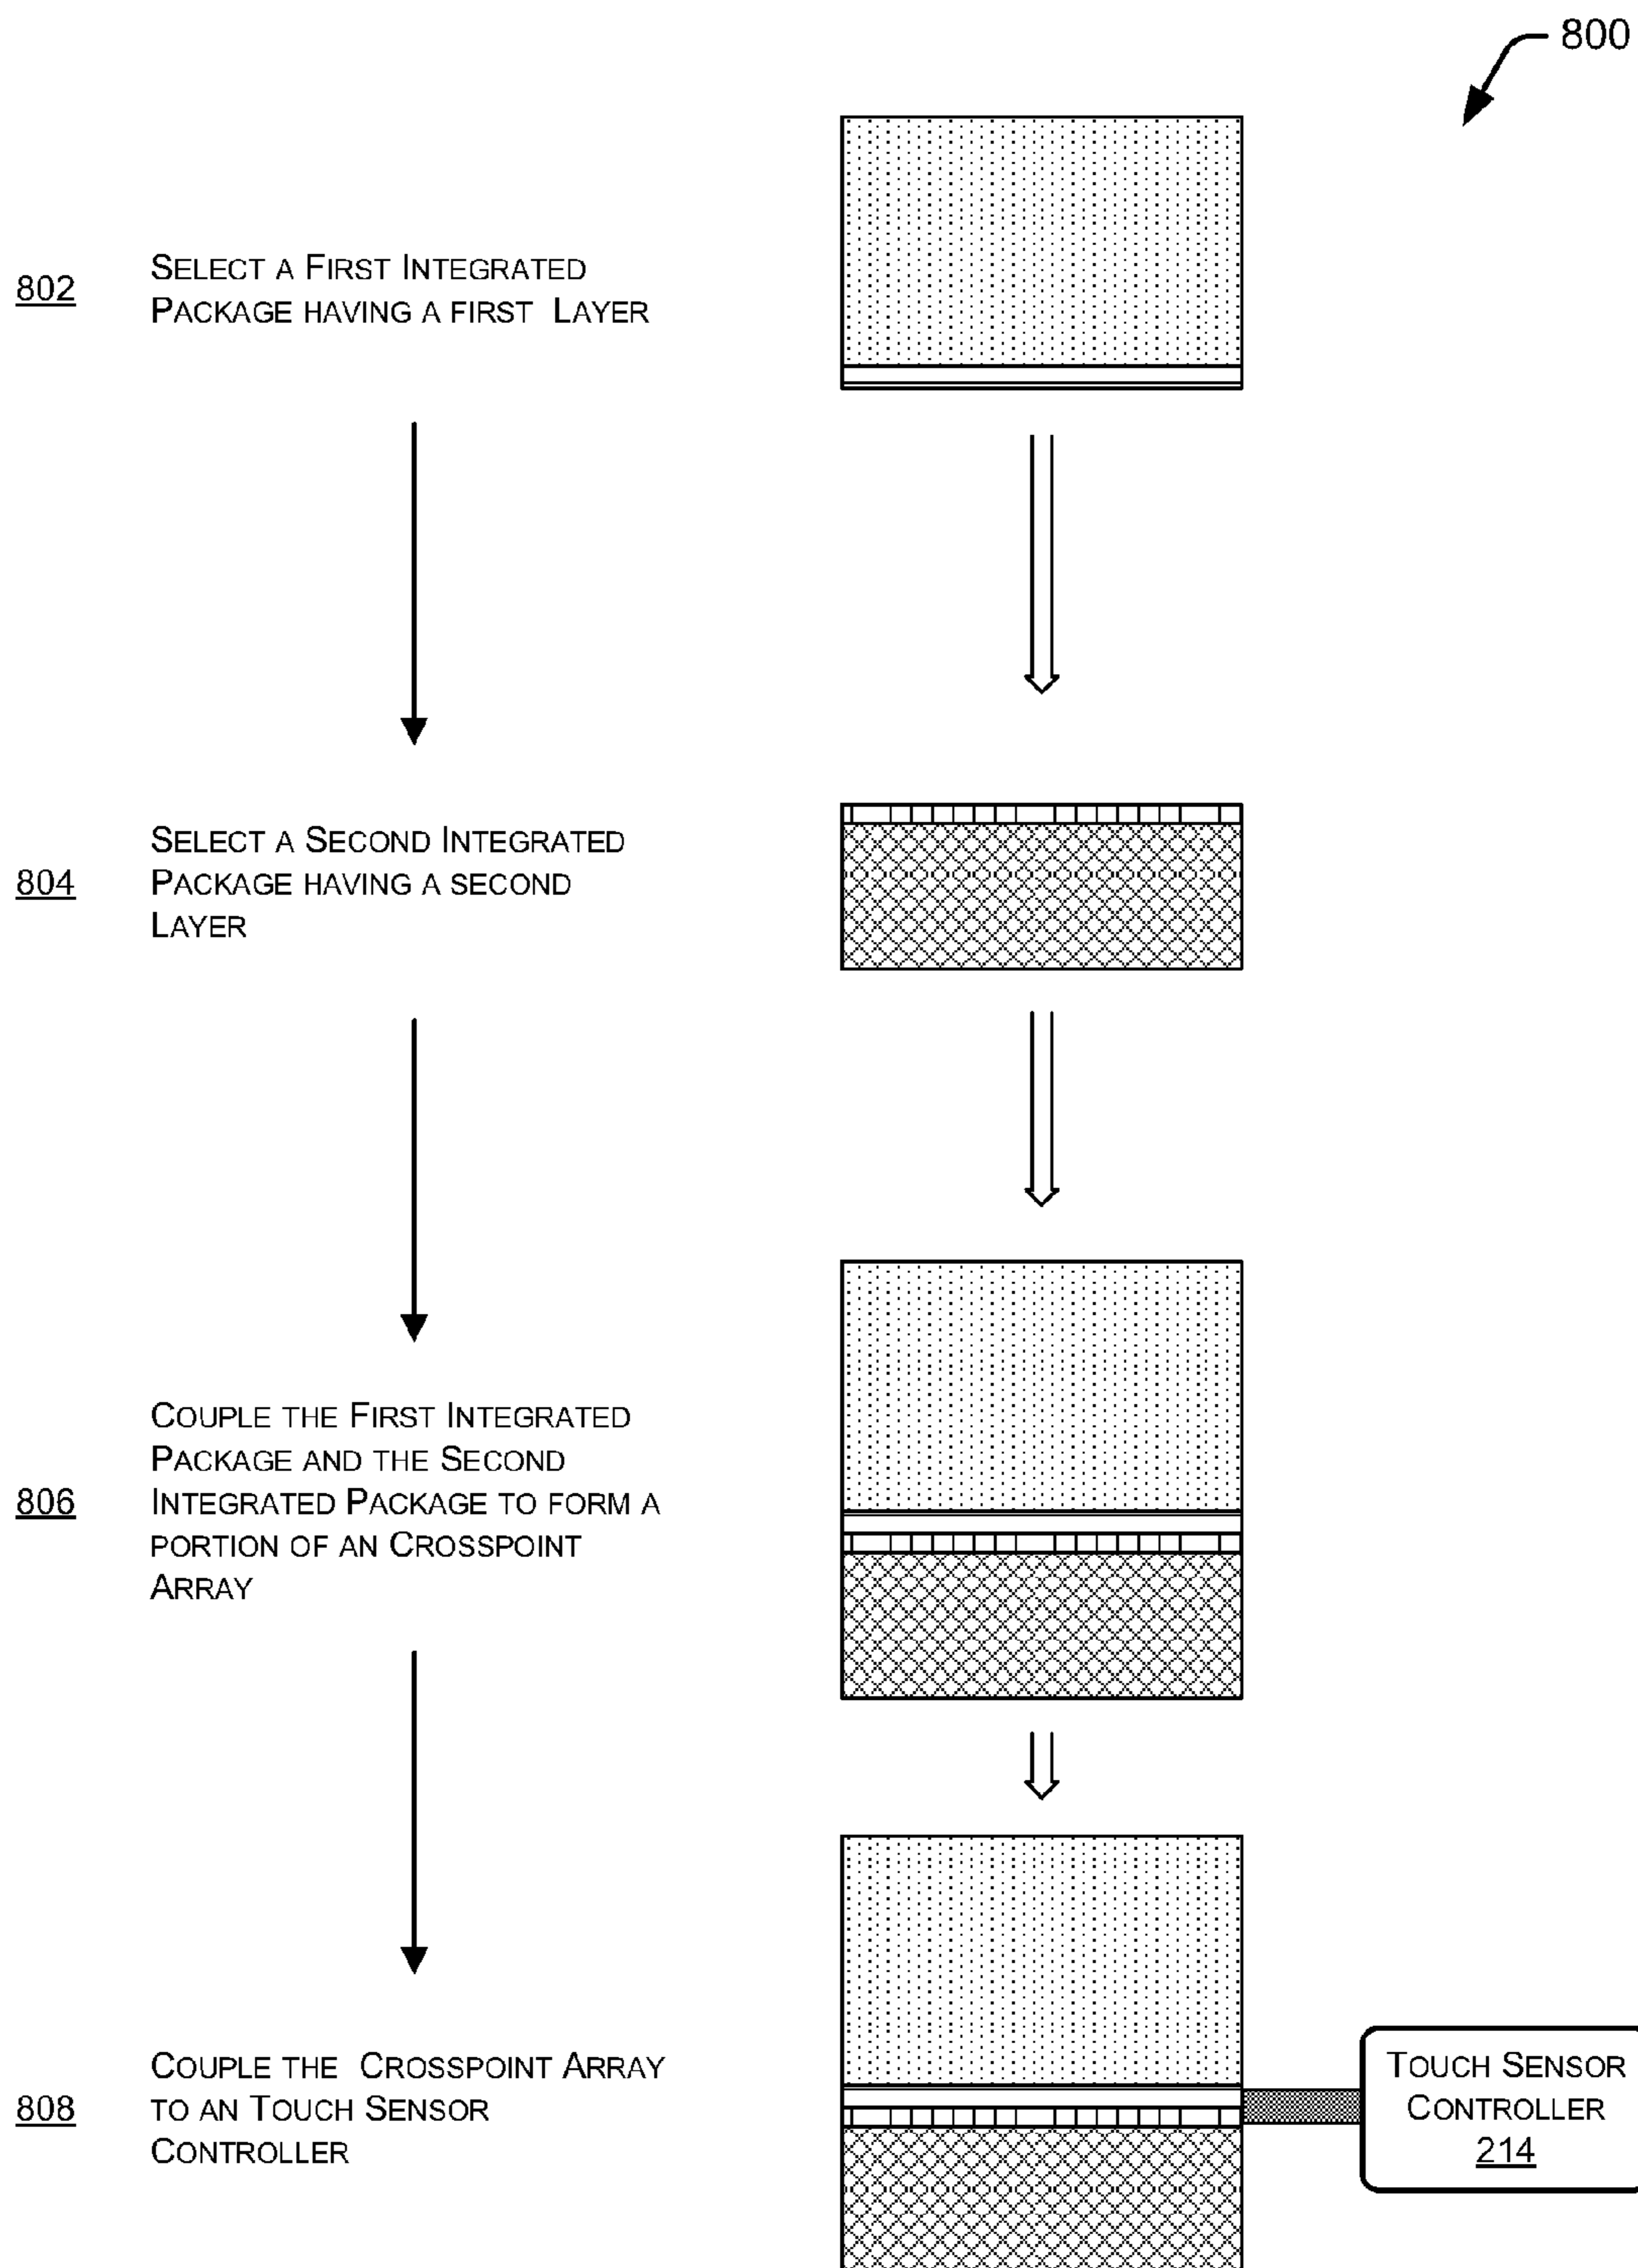 800
802
SELECT A FIRST INTEGRATED
PACKAGE HAVING A FIRST LAYER
804
SELECT A SECOND INTEGRATED
PACKAGE HAVING A SECOND
LAYER
806
COUPLE THE FIRST INTEGRATED
PACKAGE AND THE SECOND
INTEGRATED PACKAGE TO FORM A
PORTION OF AN CROSSPOINT
ARRAY
808
COUPLE THE CROSSPOINT ARRAY
TO AN TOUCH SENSOR
CONTROLLER
TOUCH SENSOR
CONTROLLER
214